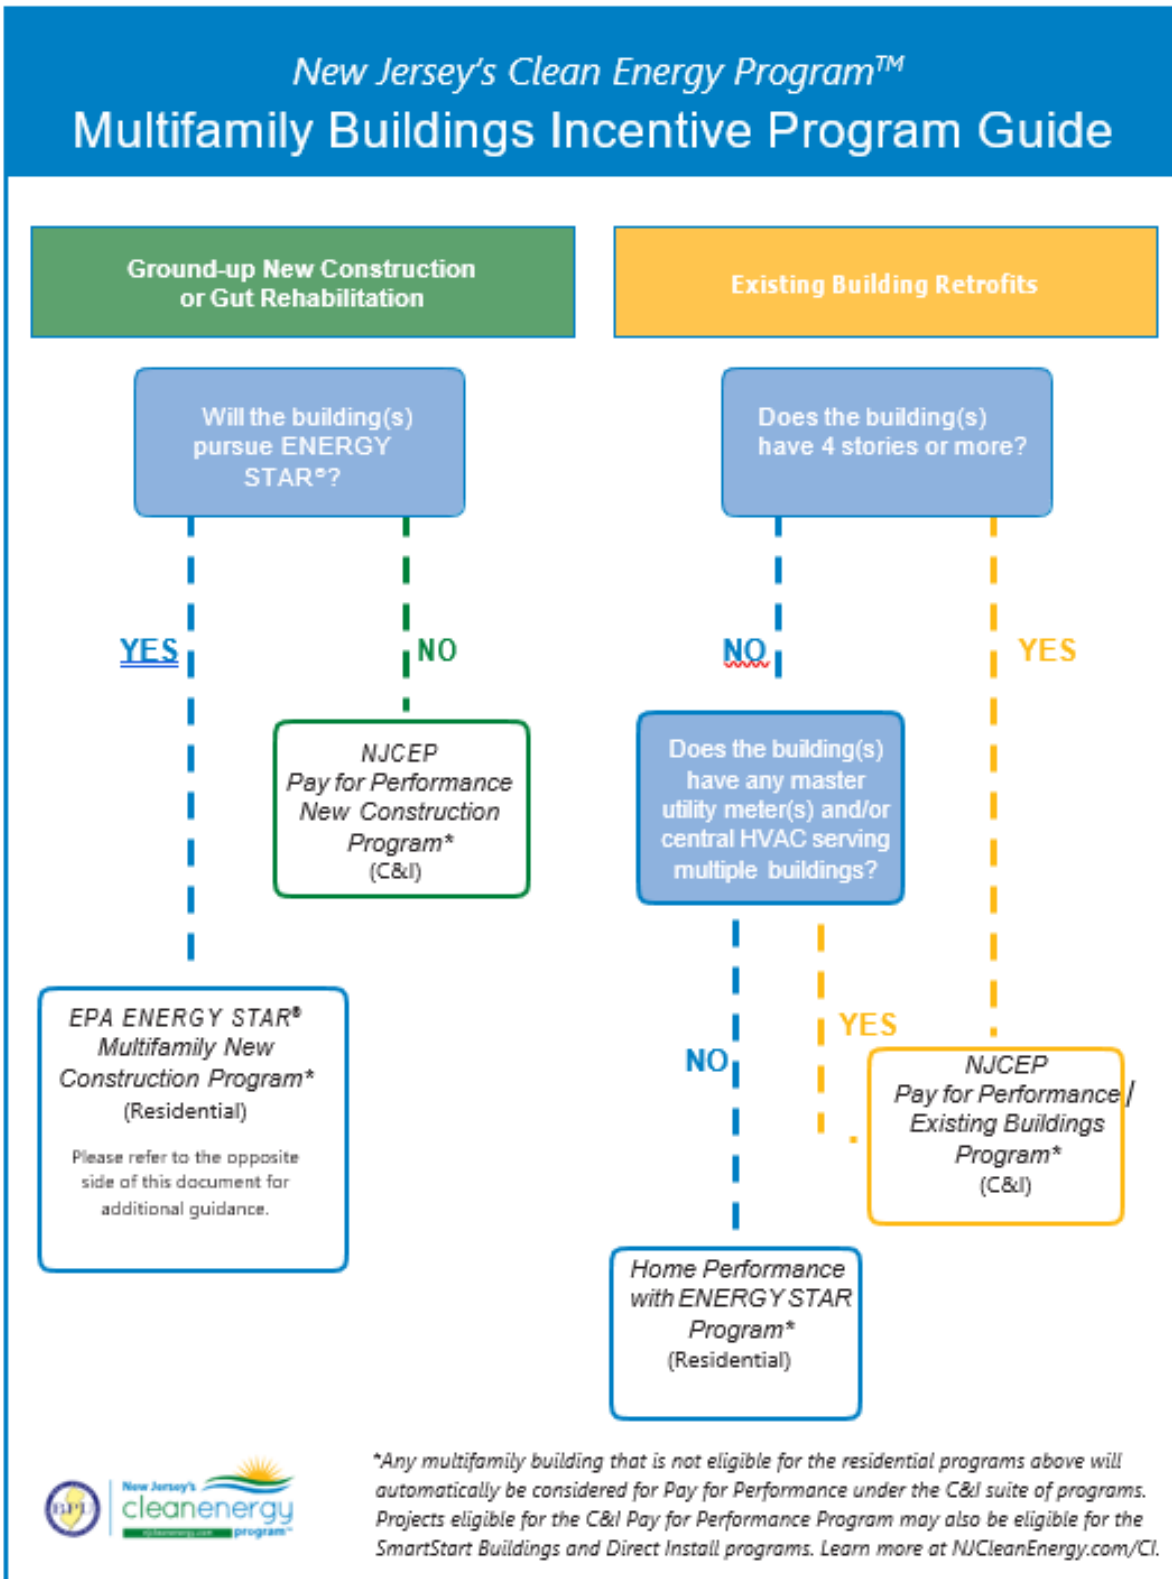 New Jersey's Clean Energy Program™
Multifamily Buildings Incentive Program Guide
Ground-up New Construction
or Gut Rehabilitation
Existing Building Retrofits
Will the building(s)
pursue ENERGY
STAR®?
Does the building(s)
have 4 stories or more?
YES
NO
NO
YES
NJCEP
Pay for Performance
New Construction
Program*
(C&I)
Does the building(s)
have any master
utility meter(s) and/or
central HVAC serving
multiple buildings?
EPA ENERGY STAR®
Multifamily New
Construction Program*
(Residential)
Please refer to the opposite
side of this document for
additional guidance.
NO
YES
NJCEP
Pay for Performance
Existing Buildings
Program*
(C&I)
Home Performance
with ENERGY STAR
Program*
(Residential)
BPU
New Jersey's
cleanenergy
njcleanenergy.com
program™
*Any multifamily building that is not eligible for the residential programs above will
automatically be considered for Pay for Performance under the C&I suite of programs.
Projects eligible for the C&I Pay for Performance Program may also be eligible for the
SmartStart Buildings and Direct Install programs. Learn more at NJCleanEnergy.com/CI.